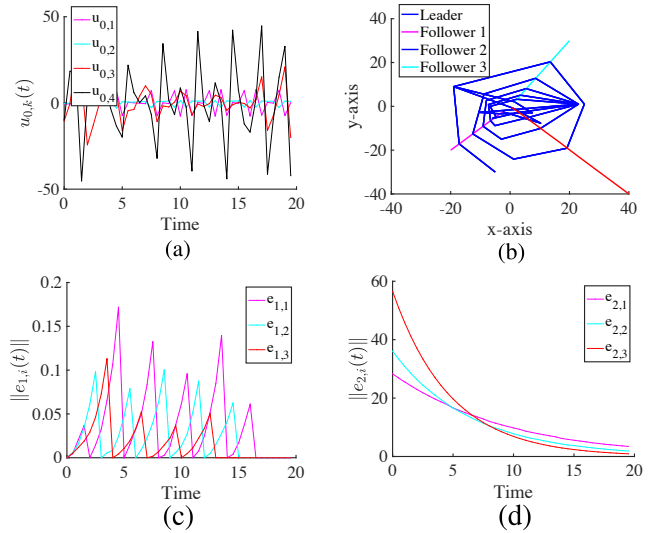 50
0
-50
0
5
10
15
20
u0,1
u0,2
u0,3
u0,4
u0,k(t)
Time
(a)
40
20
0
-20
-40
-40
-20
0
20
40
Leader
Follower 1
Follower 2
Follower 3
y-axis
x-axis
(b)
0.2
0.15
0.1
0.05
0
0
5
10
15
20
e1,1
e1,2
e1,3
||e1,i(t)||
Time
(c)
60
40
20
0
0
5
10
15
20
e2,1
e2,2
e2,3
||e2,i(t)||
Time
(d)